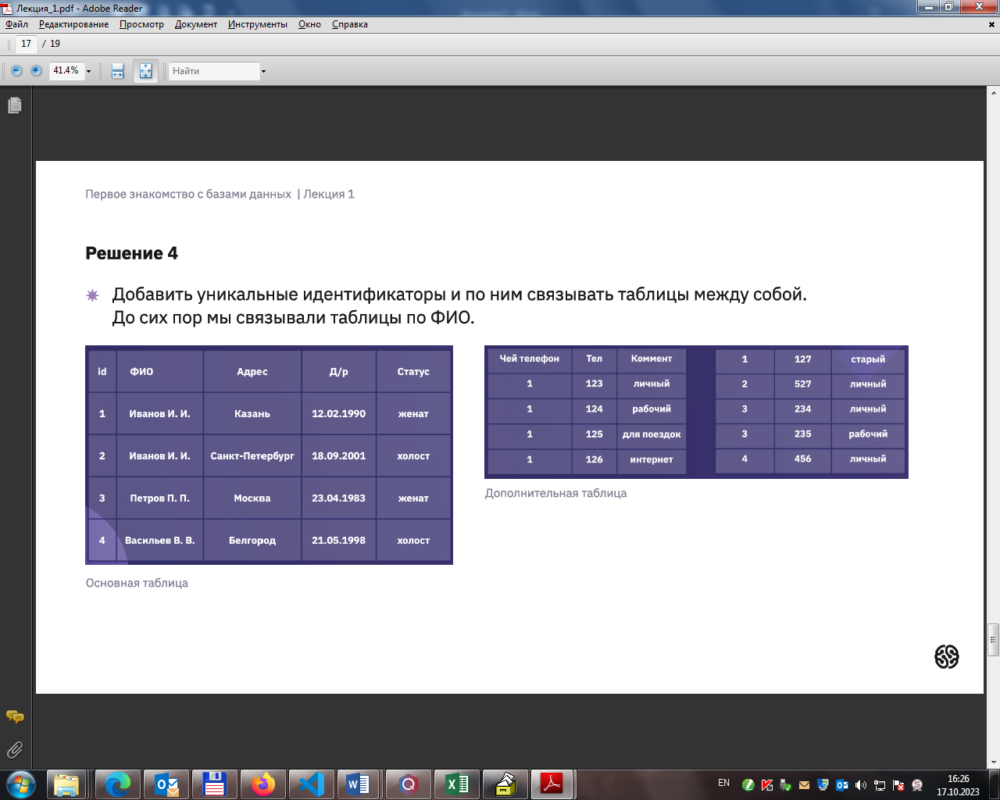 Лекция_1.pdf - Adobe Reader
Файл Редактирование Просмотр Документ Инструменты Окно Справка
17 / 19
41.4% Найти
Первое знакомство с базами данных | Лекция 1
Решение 4
Добавить уникальные идентификаторы и по ним связывать таблицы между собой.
До сих пор мы связывали таблицы по ФИО.
id ФИО Адрес Д/р Статус
1 Иванов И. И. Казань 12.02.1990 женат
2 Иванов И. И. Санкт-Петербург 18.09.2001 холост
3 Петров П. П. Москва 23.04.1983 женат
4 Васильев В. В. Белгород 21.05.1998 холост
Основная таблица
Чей телефон Тел Коммент
1 123 личный
1 124 рабочий
1 125 для поездок
1 126 интернет
1 127 старый
2 527 личный
3 234 личный
3 235 рабочий
4 456 личный
Дополнительная таблица
EN
16:26
17.10.2023